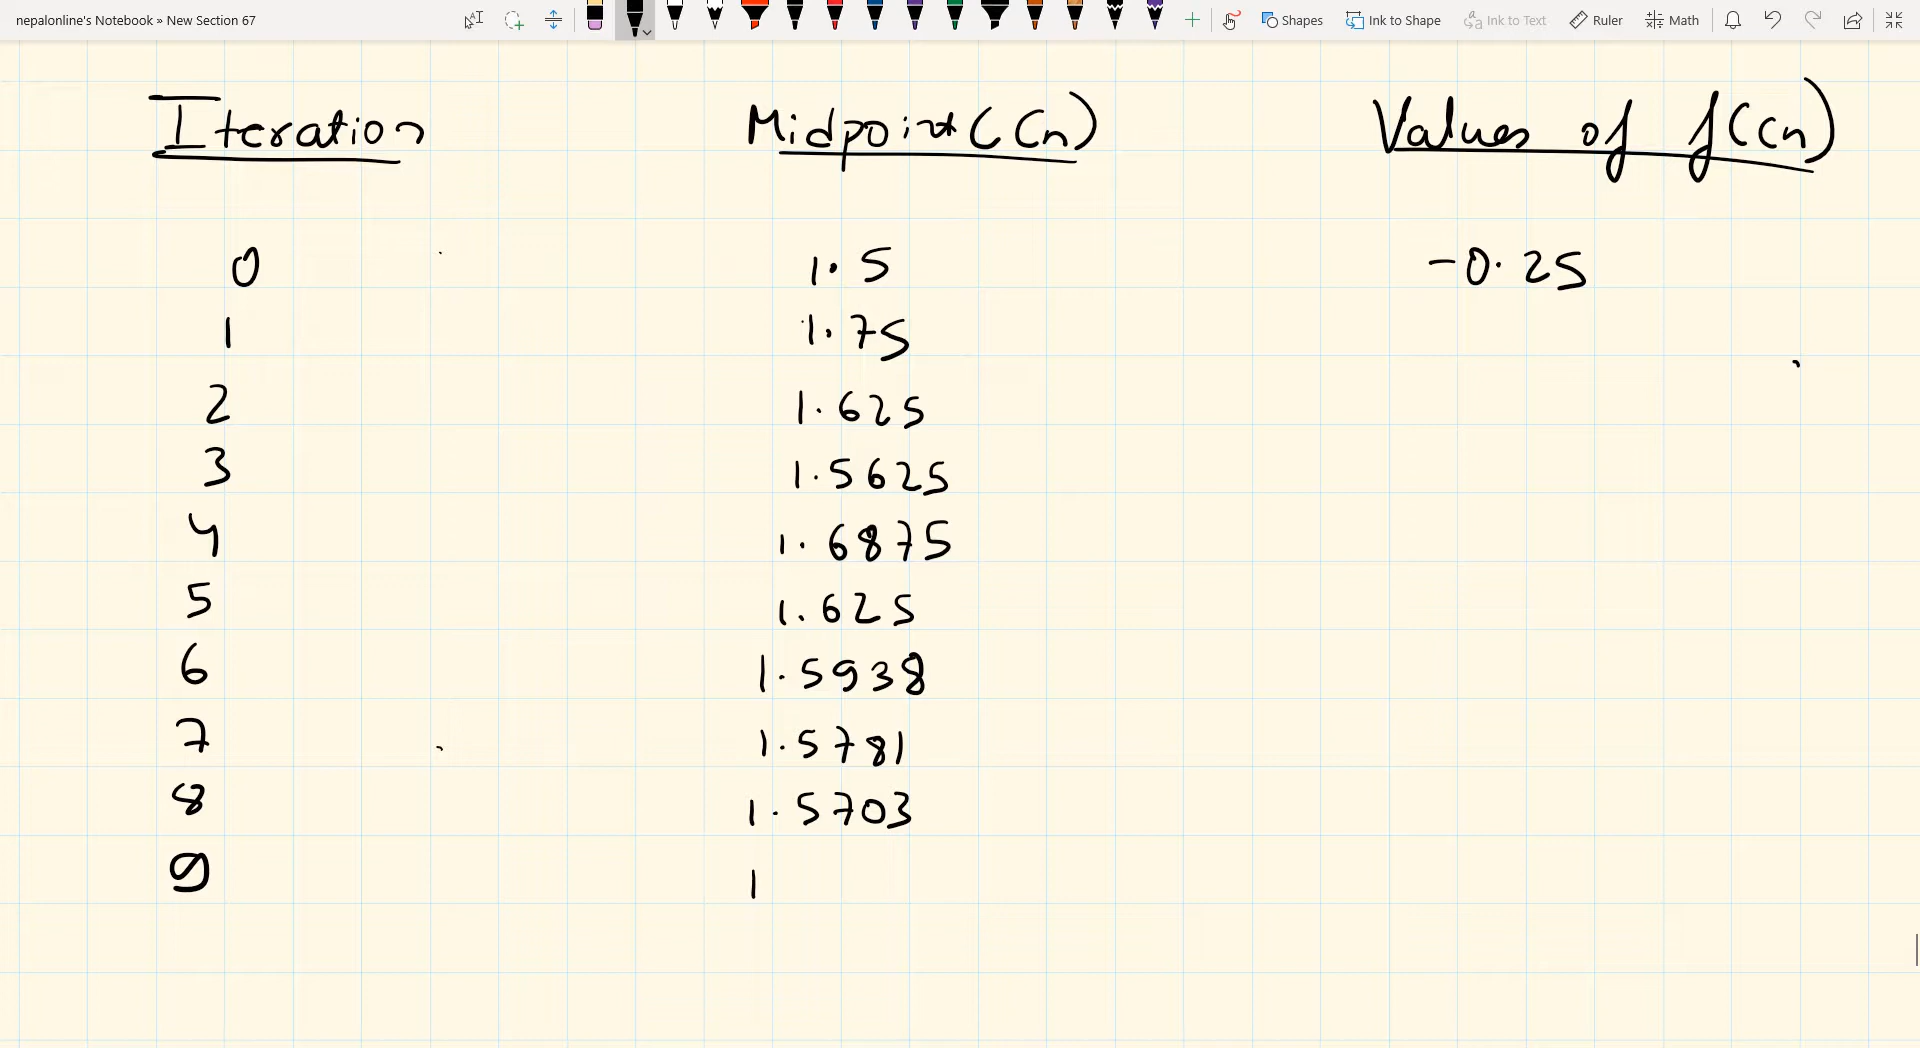 nepalonline's Notebook » New Section 67
Shapes Ink to Shape Ink to Text Ruler Math
Iteration Midpoint (Cn) Values of f(Cn)
0 1.5 -0.25
1 1.75
2 1.625
3 1.5625
4 1.6875
5 1.625
6 1.5938
7 1.5781
8 1.5703
9 1